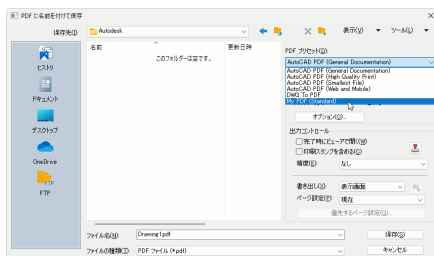 PDF に名前を付けて保存
保存先(I)
Autodesk
表示(V)
ツール(L)
名前
更新日時
このフォルダーは空です。
ヒストリ
ドキュメント
デスクトップ
OneDrive
FTP
FTP
PDF プリセット(D):
AutoCAD PDF (General Documentation)
AutoCAD PDF (General Documentation)
AutoCAD PDF (High Quality Print)
AutoCAD PDF (Smallest File)
AutoCAD PDF (Web and Mobile)
DWG To PDF
My PDF (Standard)
オプション(O)...
出力コントロール
完了時にビューアで開く(W)
印刷スタンプを含める(C)
精度(E):
なし
書き出し(X):
表示画面
ページ設定(P):
現在
優先するページ設定(G)...
ファイル名(N):
Drawing1.pdf
保存(S)
ファイルの種類(T):
PDF ファイル (*.pdf)
キャンセル